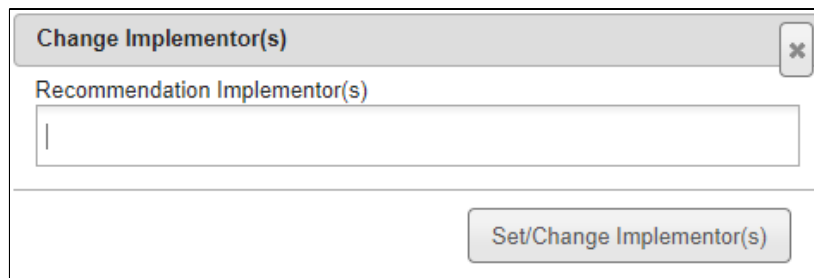 Change Implementor(s)
Recommendation Implementor(s)
Set/Change Implementor(s)